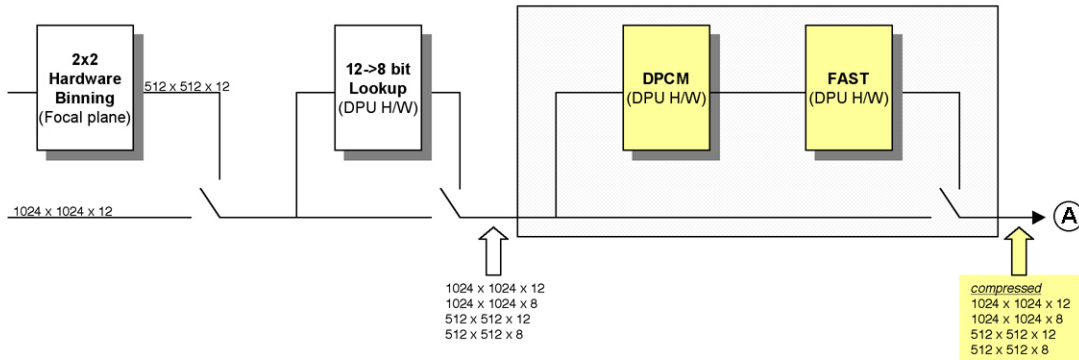 2x2
Hardware
Binning
(Focal plane)
512 x 512 x 12
12->8 bit
Lookup
(DPU H/W)
DPCM
(DPU H/W)
FAST
(DPU H/W)
1024 x 1024 x 12
A
1024 x 1024 x 12
1024 x 1024 x 8
512 x 512 x 12
512 x 512 x 8
compressed
1024 x 1024 x 12
1024 x 1024 x 8
512 x 512 x 12
512 x 512 x 8